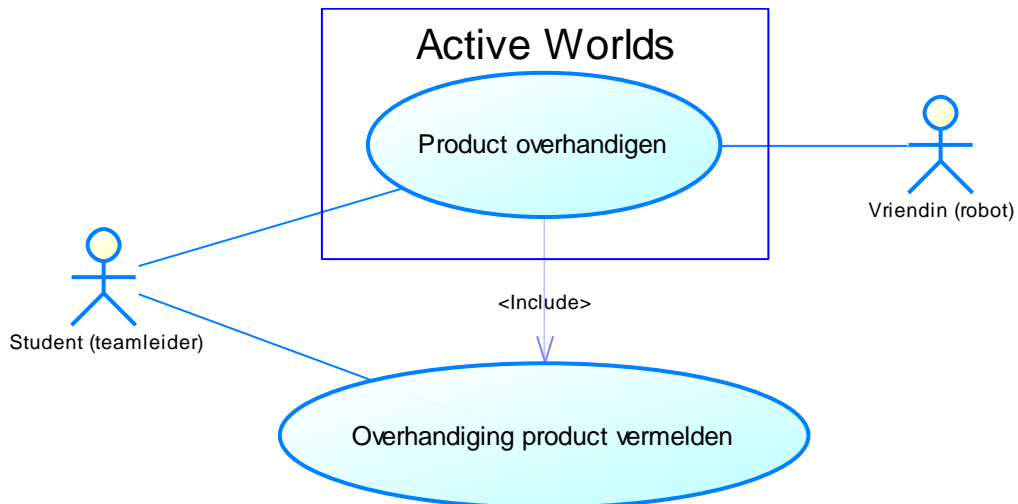 Active Worlds
Product overhandigen
Vriendin (robot)
<Include>
Student (teamleider)
Overhandiging product vermelden